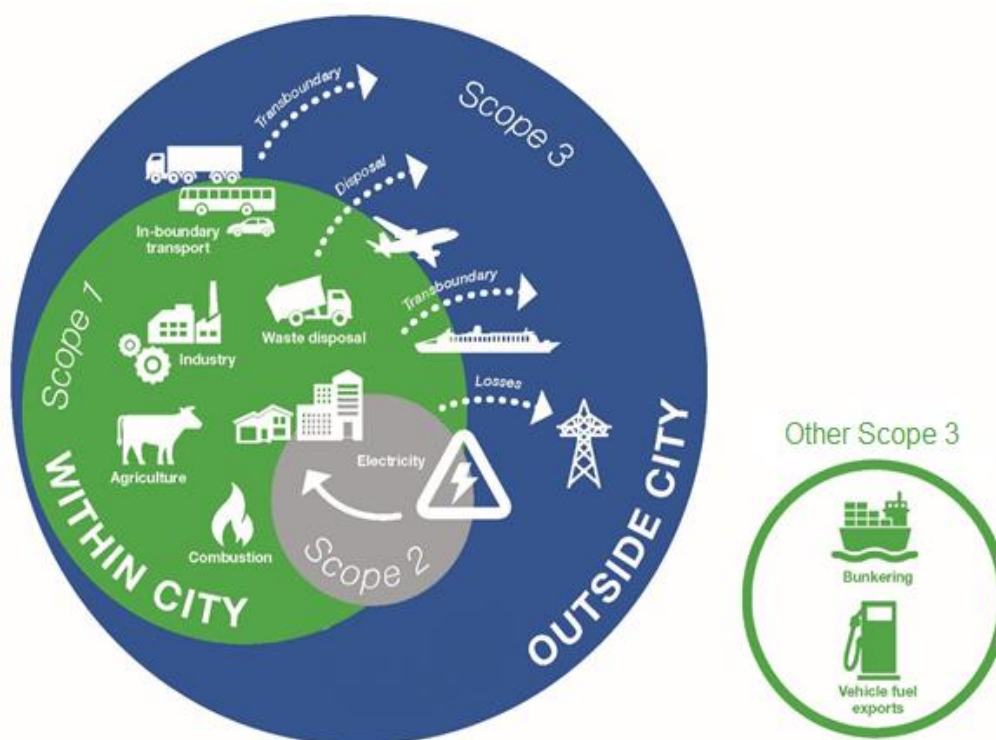 Transboundary
Scope 3
Disposal
In-boundary
transport
Transboundary
Scope 1
Waste disposal
Industry
Losses
Other Scope 3
Electricity
Agriculture
WITHIN CITY
Combustion
Scope 2
OUTSIDE CITY
Bunkering
Vehicle fuel
exports